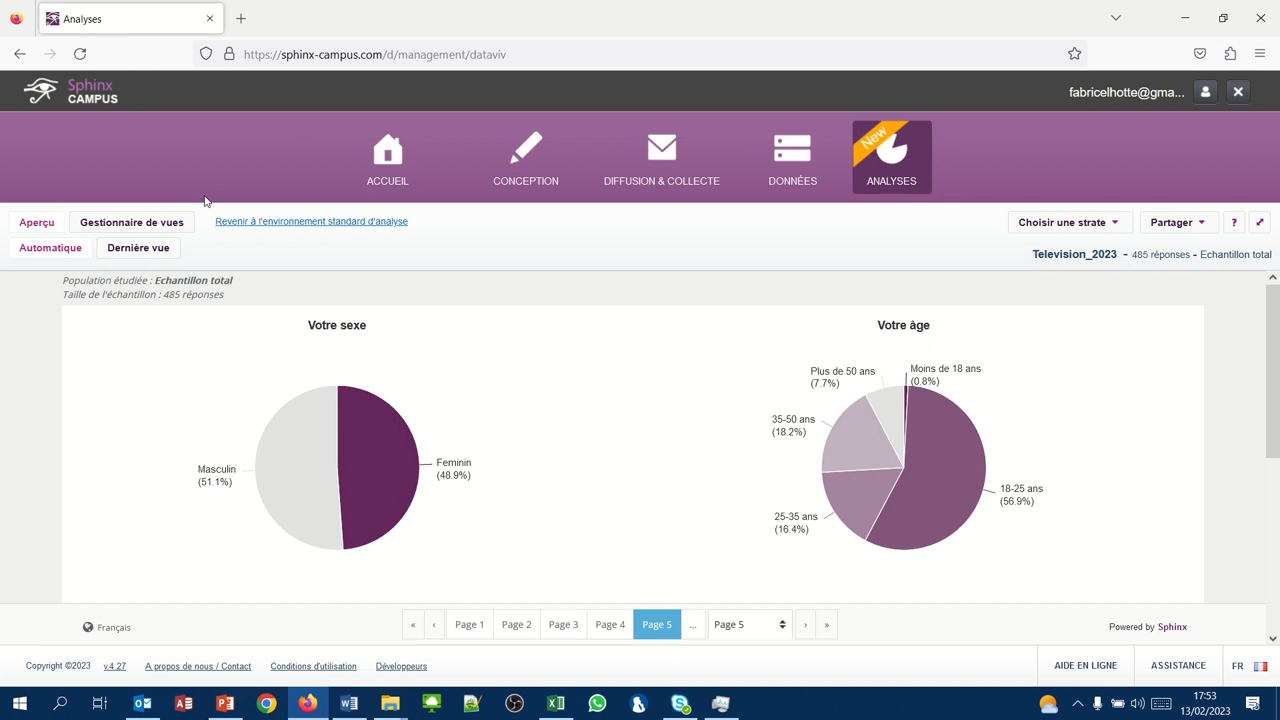 Analyses
https://sphinx-campus.com/d/management/dataviv
Sphinx
CAMPUS
fabricelhotte@gma...
New
ACCUEIL
CONCEPTION
DIFFUSION & COLLECTE
DONNÉES
ANALYSES
Aperçu
Gestionnaire de vues
Revenir à l'environnement standard d'analyse
Choisir une strate
Partager
?
Automatique
Dernière vue
Television_2023 - 485 réponses - Echantillon total
Population étudiée : Echantillon total
Taille de l'échantillon : 485 réponses
Votre sexe
Masculin
(51.1%)
Feminin
(48.9%)
Votre âge
Plus de 50 ans
(7.7%)
Moins de 18 ans
(0.8%)
35-50 ans
(18.2%)
18-25 ans
(56.9%)
25-35 ans
(16.4%)
Français
« ‹ Page 1 Page 2 Page 3 Page 4 Page 5 ... Page 5 › »
Powered by Sphinx
Copyright ©2023
v.4.27
A propos de nous / Contact
Conditions d'utilisation
Développeurs
AIDE EN LIGNE
ASSISTANCE
FR
17:53
13/02/2023